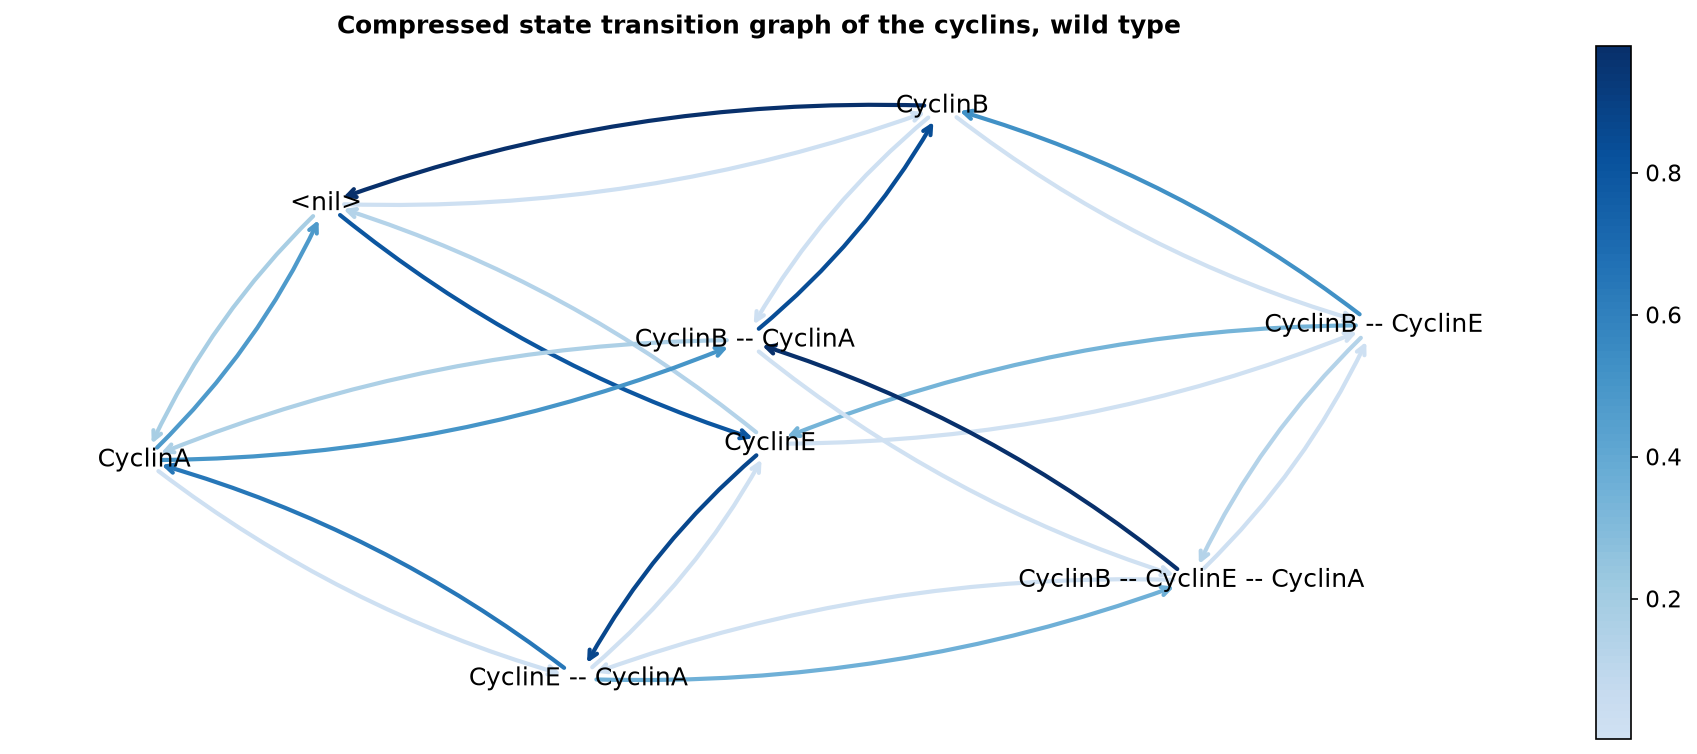 Compressed state transition graph of the cyclins, wild type
CyclinB
0.8
<nil>
CyclinB -- CyclinE
0.6
CyclinB -- CyclinA
CyclinE
CyclinA
0.4
CyclinB -- CyclinE -- CyclinA
0.2
CyclinE -- CyclinA